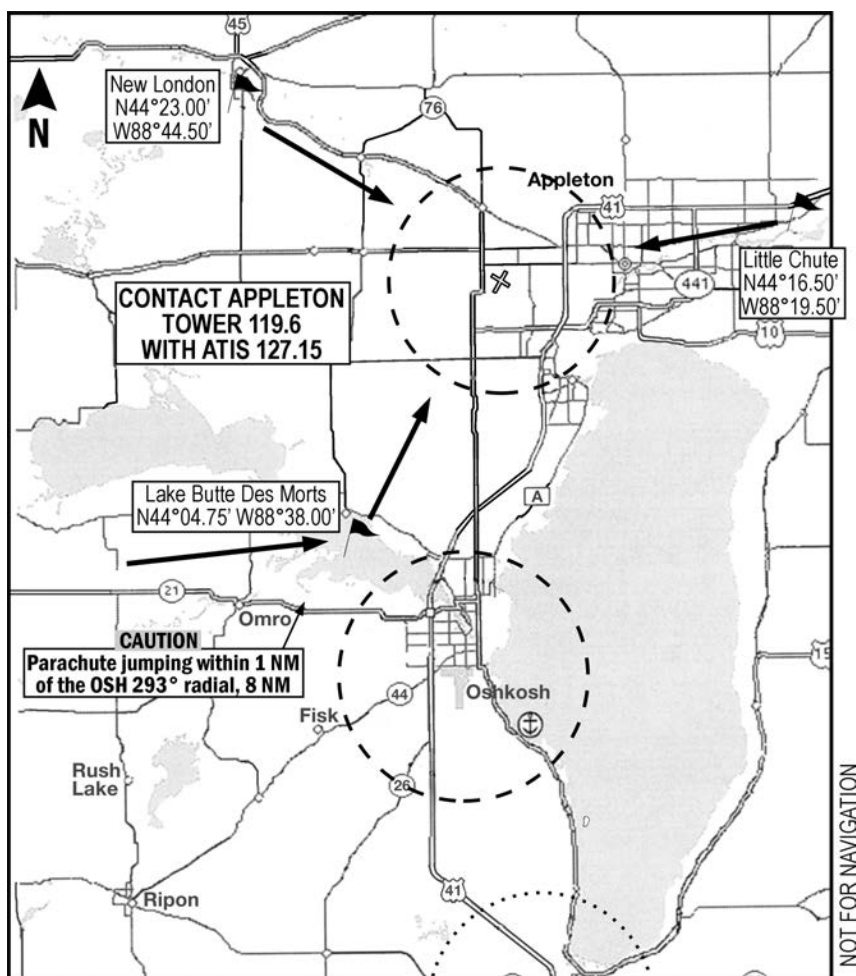 45
New London
N44°23.00'
W88°44.50'
N
76
Appleton
41
Little Chute
N44°16.50'
W88°19.50'
441
10
CONTACT APPLETON
TOWER 119.6
WITH ATIS 127.15
Lake Butte Des Morts
N44°04.75' W88°38.00'
A
21
Omro
CAUTION
Parachute jumping within 1 NM
of the OSH 293° radial, 8 NM
15
44
Oshkosh
Fisk
26
Rush
Lake
41
Ripon
NOT FOR NAVIGATION